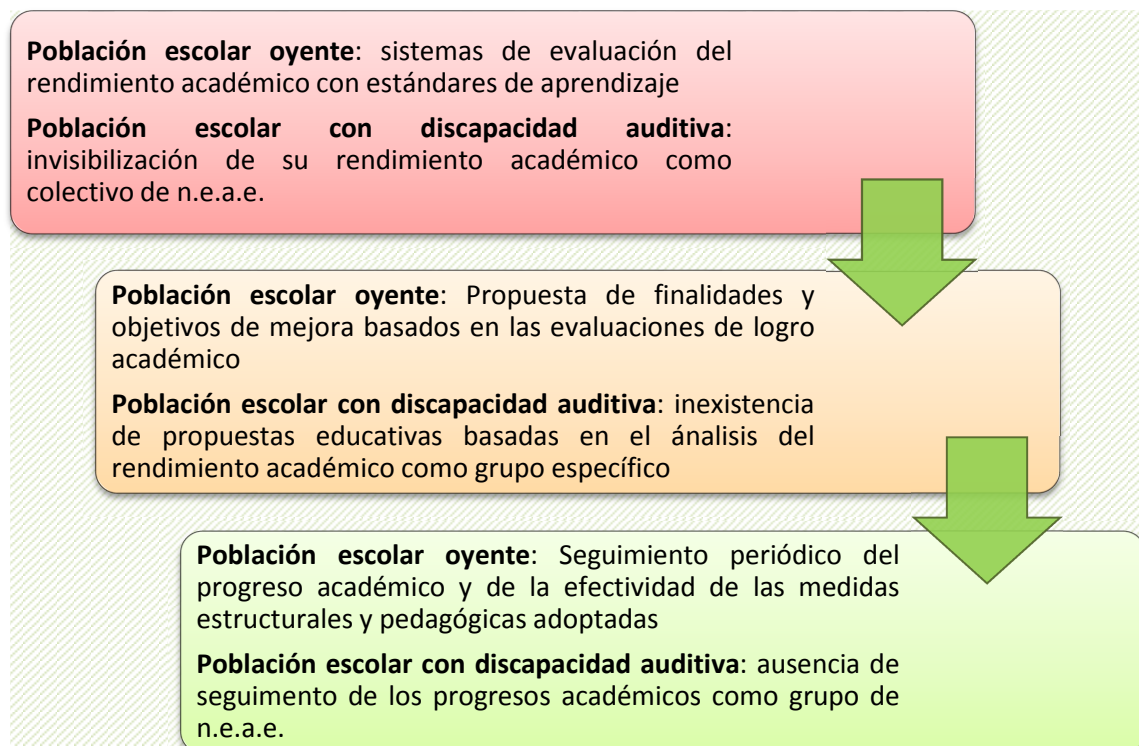 Población escolar oyente: sistemas de evaluación del
rendimiento académico con estándares de aprendizaje
Población escolar con discapacidad auditiva:
invisibilización de su rendimiento académico como
colectivo de n.e.a.e.
Población escolar oyente: Propuesta de finalidades y
objetivos de mejora basados en las evaluaciones de logro
académico
Población escolar con discapacidad auditiva: inexistencia
de propuestas educativas basadas en el ánalisis del
rendimiento académico como grupo específico
Población escolar oyente: Seguimiento periódico del
progreso académico y de la efectividad de las medidas
estructurales y pedagógicas adoptadas
Población escolar con discapacidad auditiva: ausencia de
seguimento de los progresos académicos como grupo de
n.e.a.e.